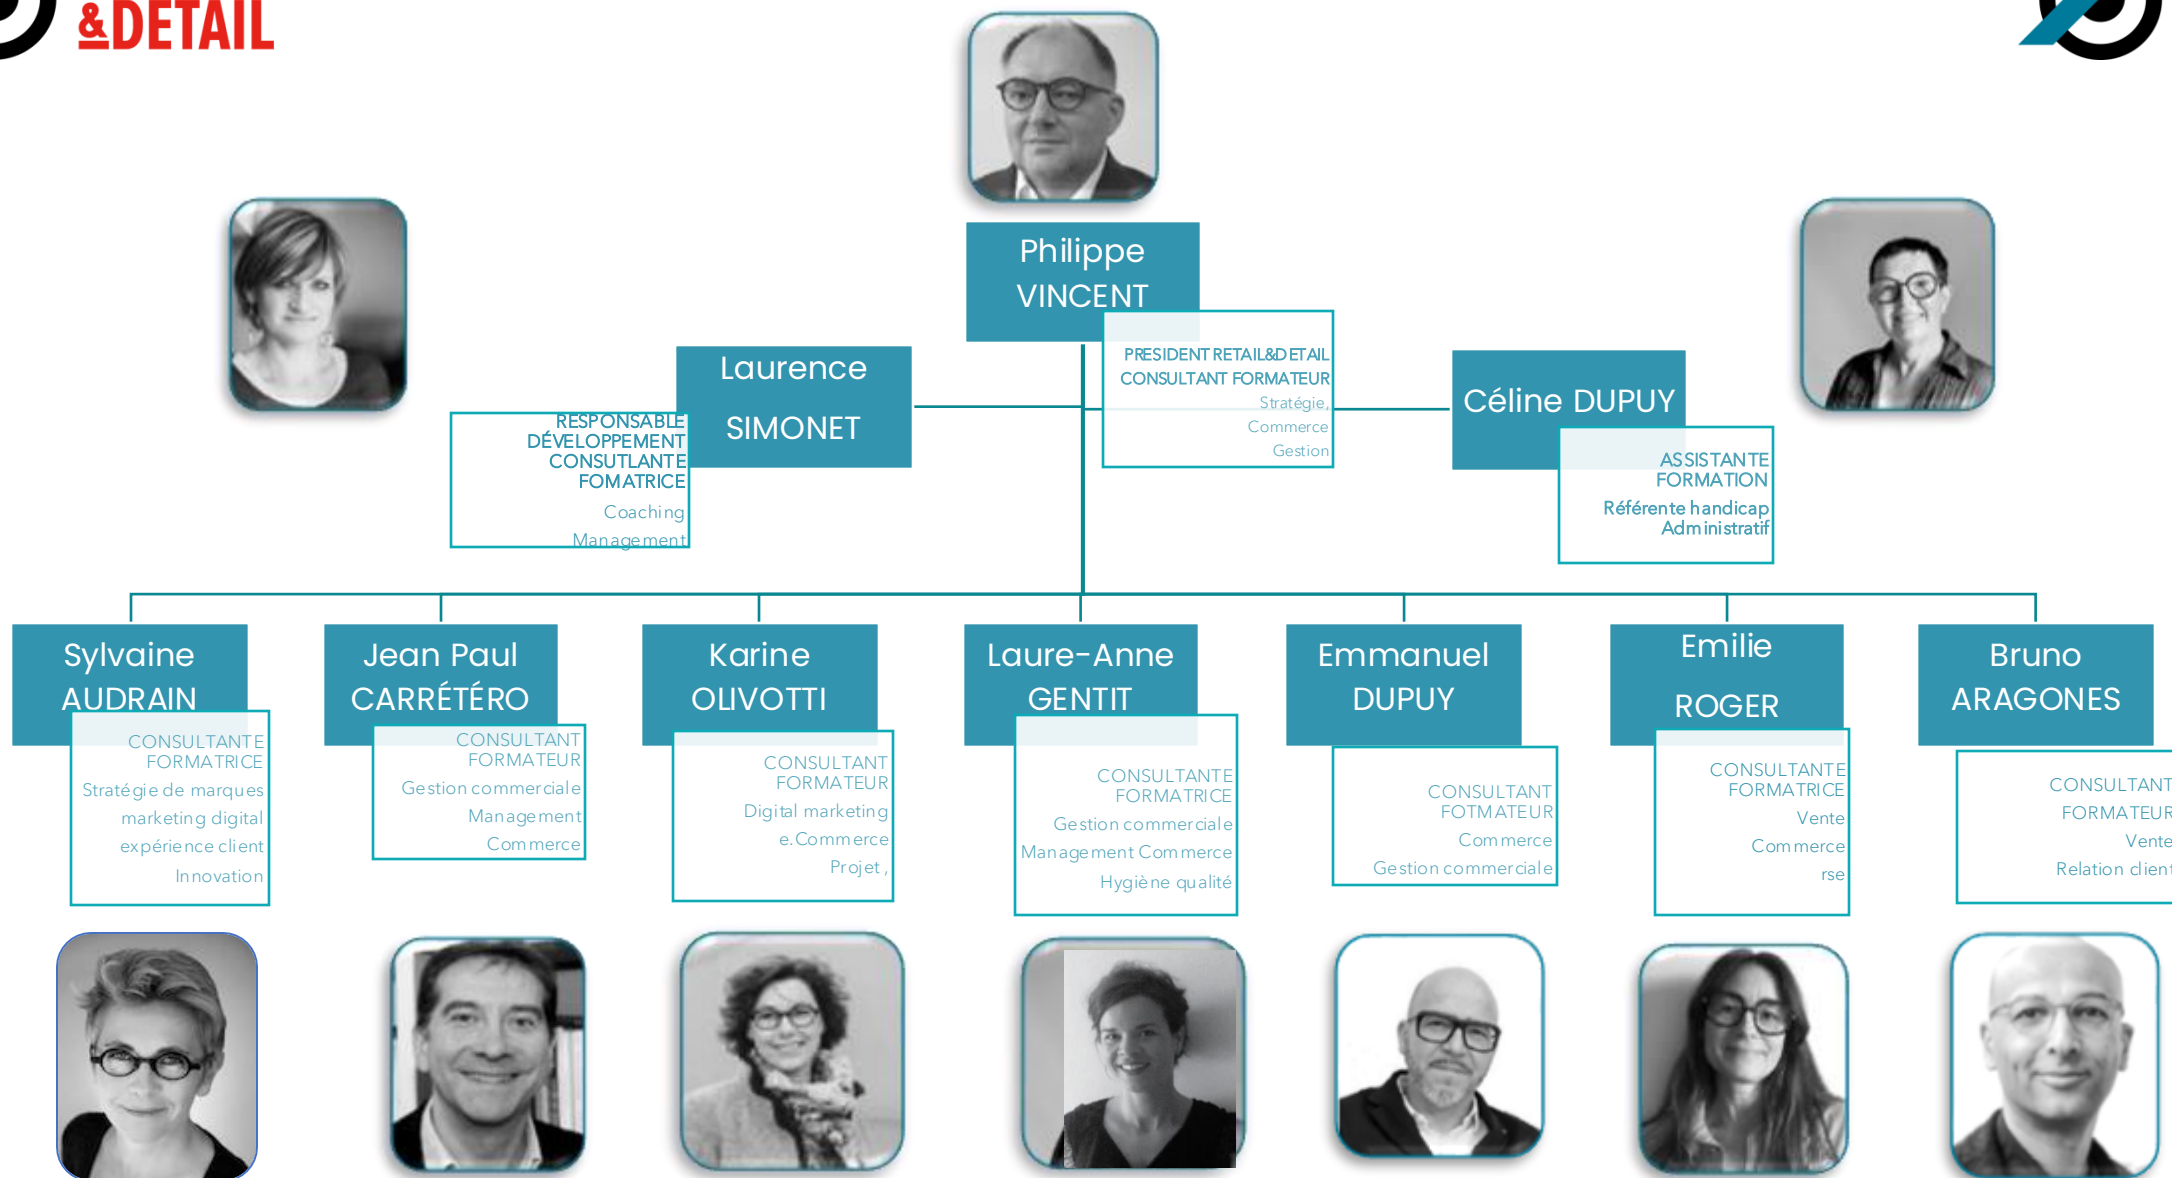 &DETAIL
Philippe
VINCENT
PRESIDENT RETAIL&DETAIL
CONSULTANT FORMATEUR
Stratégie,
Commerce
Gestion
Laurence
SIMONET
RESPONSABLE
DÉVELOPPEMENT
CONSUTLANTE
FOMATRICE
Coaching
Management
Céline DUPUY
ASSISTANTE
FORMATION
Référente handicap
Administratif
Sylvaine
AUDRAIN
CONSULTANTE
FORMATRICE
Stratégie de marques
marketing digital
expérience client
Innovation
Jean Paul
CARRÉTÉRO
CONSULTANT
FORMATEUR
Gestion commerciale
Management
Commerce
Karine
OLIVOTTI
CONSULTANT
FORMATEUR
Digital marketing
e.Commerce
Projet ,
Laure-Anne
GENTIT
CONSULTANTE
FORMATRICE
Gestion commerciale
Management Commerce
Hygiène qualité
Emmanuel
DUPUY
CONSULTANT
FOTMATEUR
Commerce
Gestion commerciale
Emilie
ROGER
CONSULTANTE
FORMATRICE
Vente
Commerce
rse
Bruno
ARAGONES
CONSULTANT
FORMATEUR
Vente
Relation client